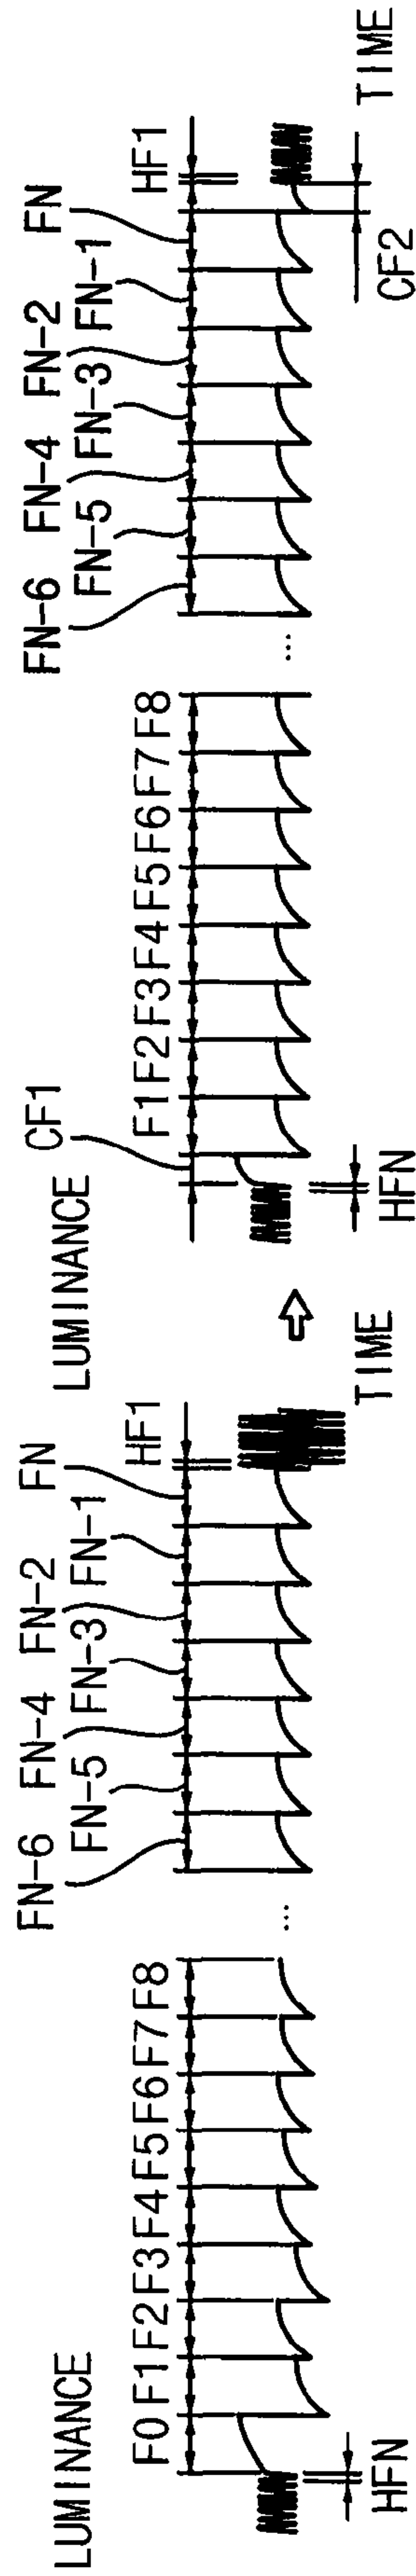 LUMINANCE
F0 F1 F2 F3 F4 F5 F6 F7 F8
...
FN-6
FN-5
FN-4
FN-3
FN-2
FN-1
FN
HF1
HFN
TIME
LUMINANCE
CF1
F1 F2 F3 F4 F5 F6 F7 F8
...
FN-6
FN-5
FN-4
FN-3
FN-2
FN-1
FN
HF1
HFN
CF2
TIME